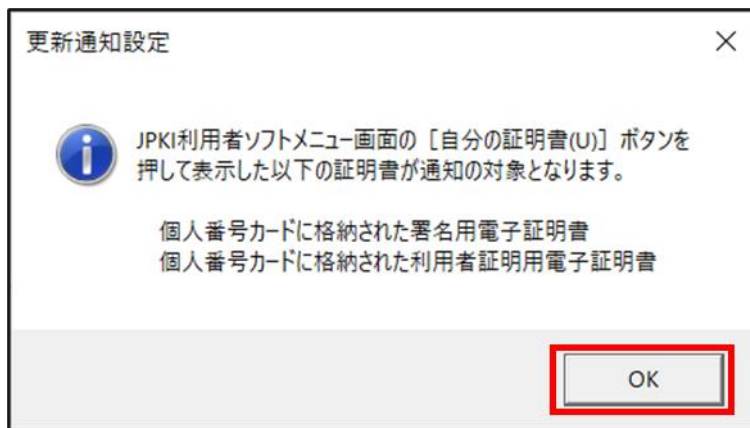 更新通知設定
JPKI利用者ソフトメニュー画面の［自分の証明書(U)］ボタンを
押して表示した以下の証明書が通知の対象となります。
個人番号カードに格納された署名用電子証明書
個人番号カードに格納された利用者証明用電子証明書
OK